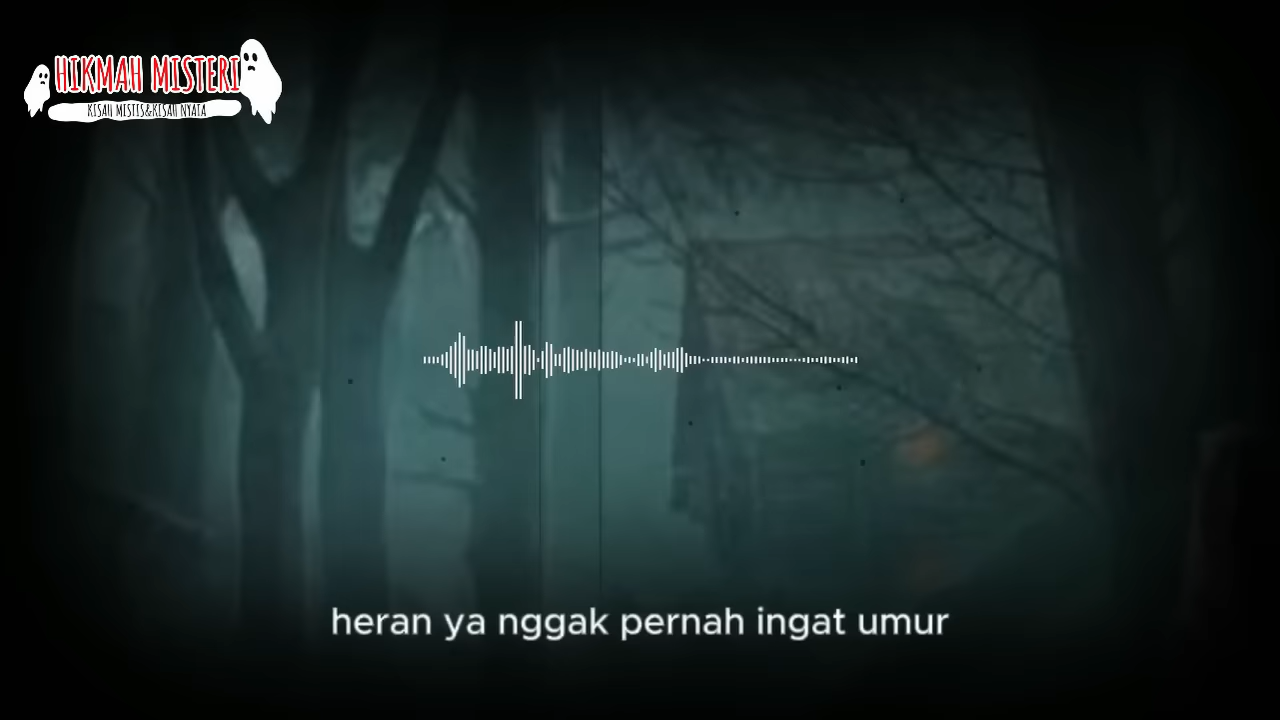 HIKMAH MISTERI
KISAH MISTIS&KISAH NYATA
heran ya nggak pernah ingat umur